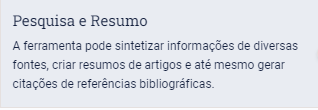 Pesquisa e Resumo
A ferramenta pode sintetizar informações de diversas
fontes, criar resumos de artigos e até mesmo gerar
citações de referências bibliográficas.